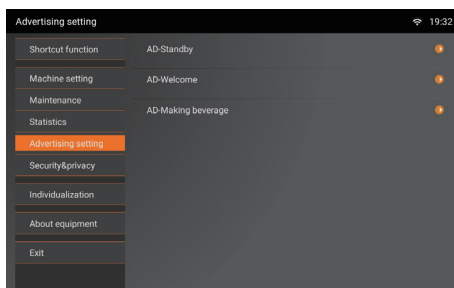 Advertising setting 19:32
Shortcut function
Machine setting
Maintenance
Statistics
Advertising setting
Security&privacy
Individualization
About equipment
Exit
AD-Standby
AD-Welcome
AD-Making beverage